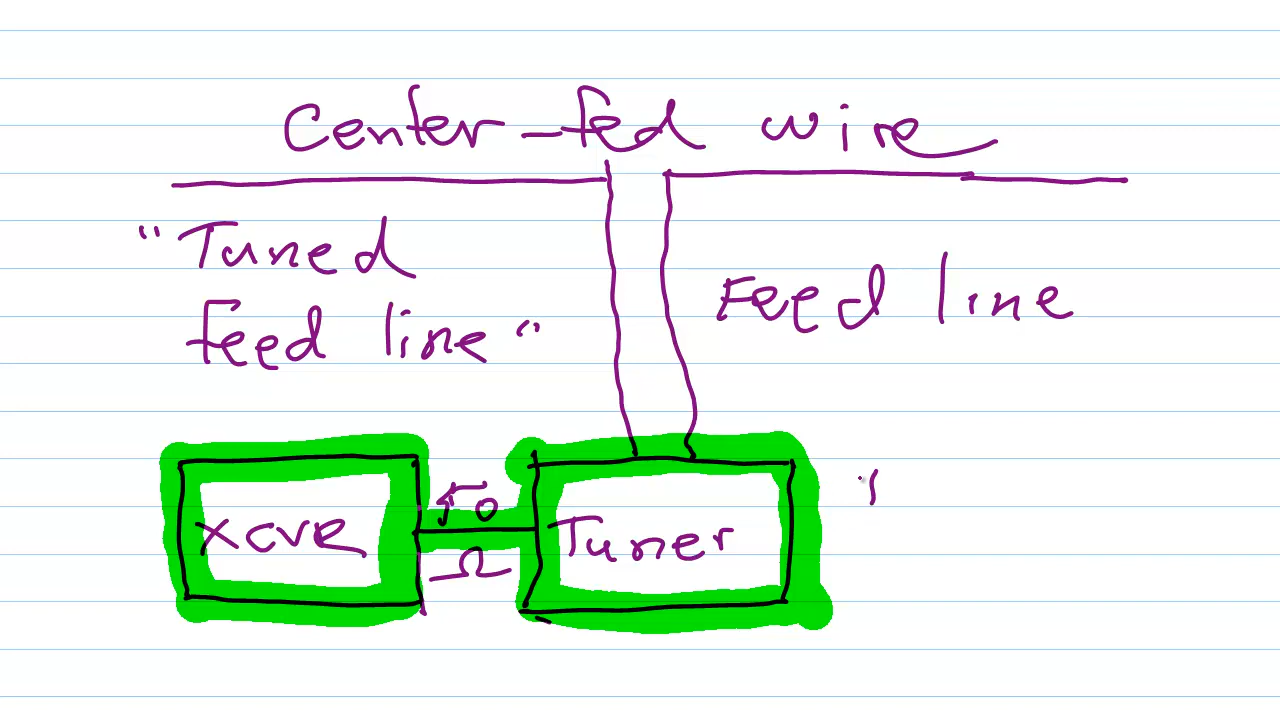 Center-fed wire
"Tuned
feed line"
Feed line
XCVR
50
Ω
Tuner